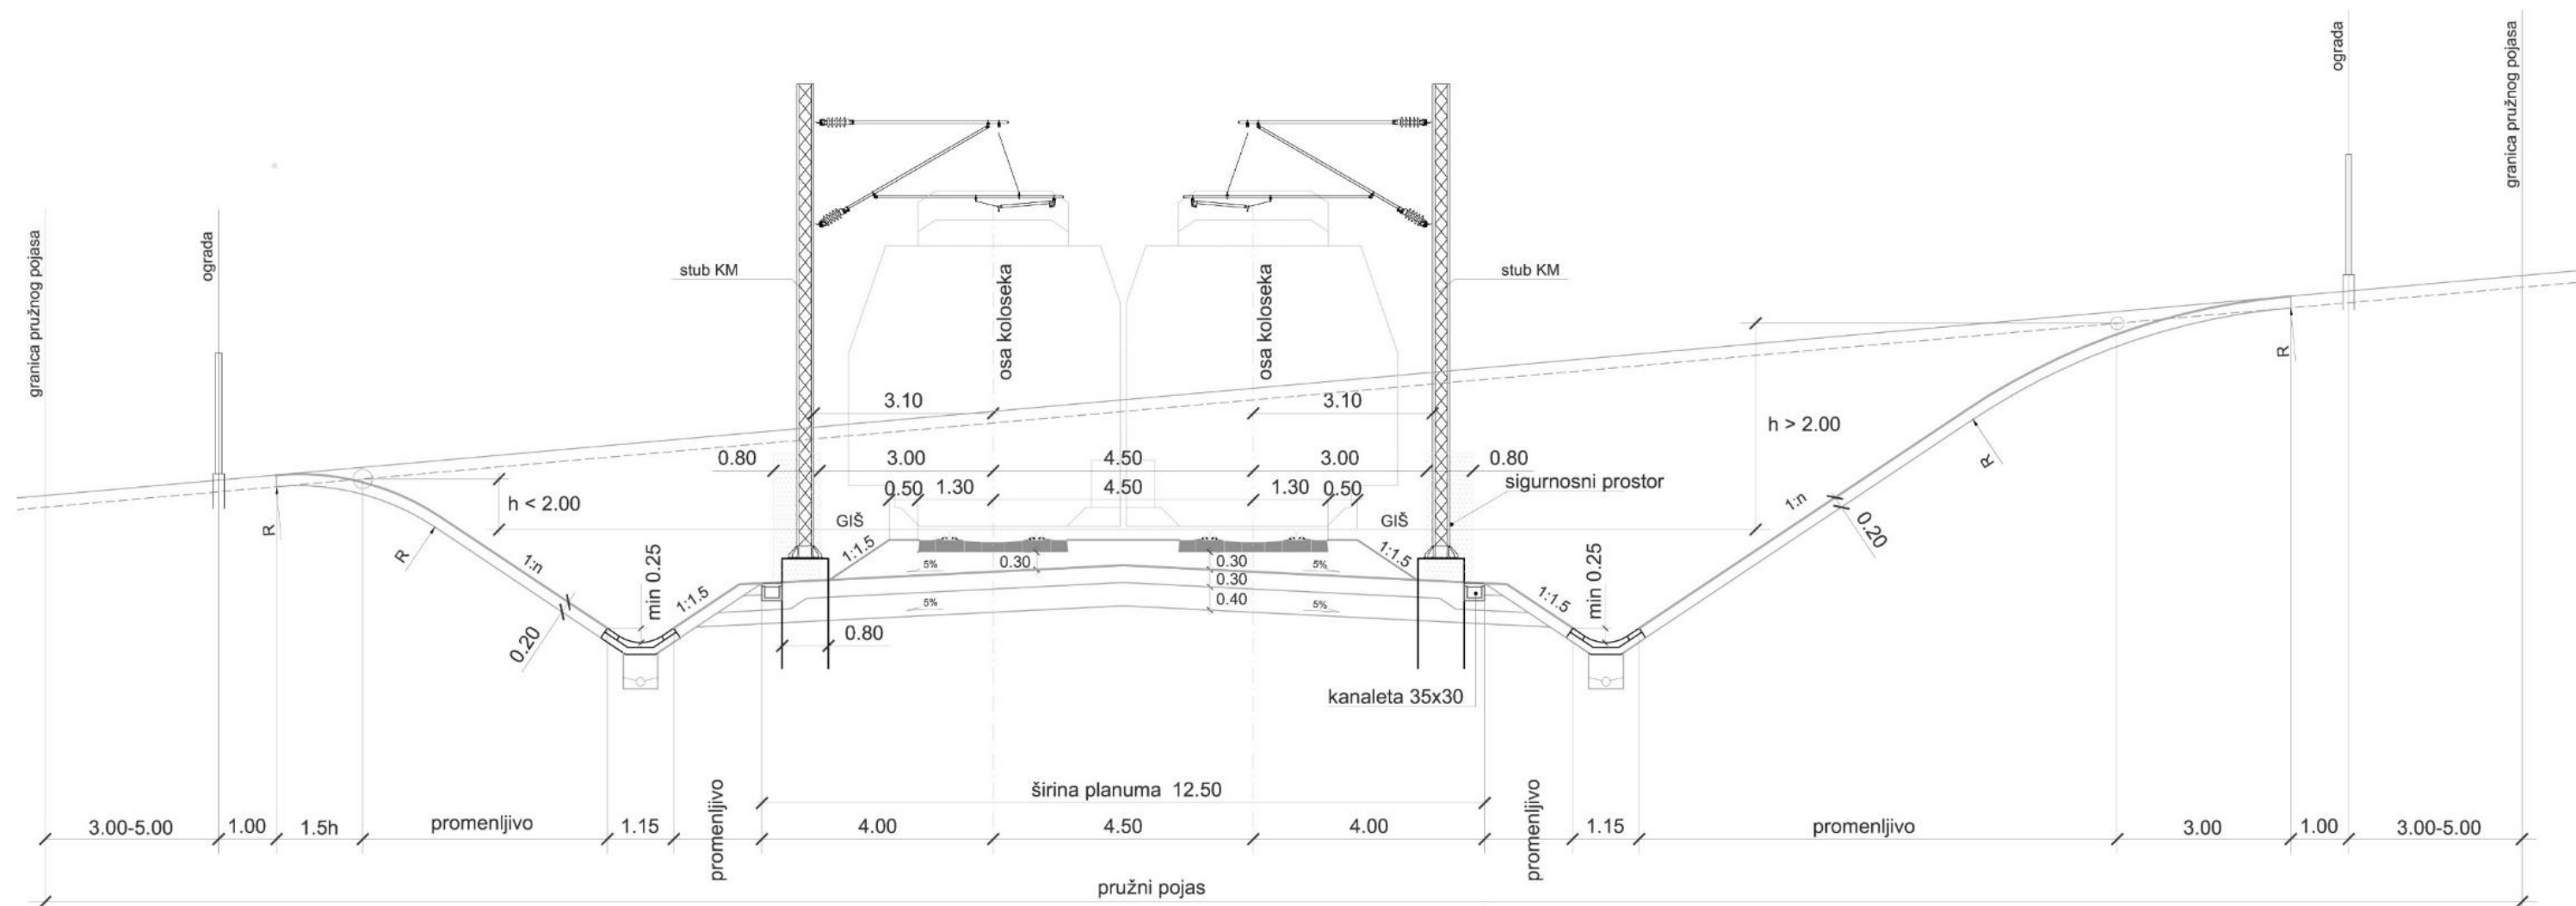 granica pružnog pojasa
ograda
ograda
granica pružnog pojasa
stub KM
osa koloseka
osa koloseka
stub KM
3.10
3.10
R
h > 2.00
0.80
3.00
4.50
3.00
0.80
R
sigurnosni prostor
h < 2.00
0.50
1.30
4.50
1.30
0.50
1:n
R
GIŠ
GIŠ
0.20
R
1:n
1:1.5
1:1.5
5%
0.30
0.30
5%
min 0.25
min 0.25
0.30
1:1.5
5%
0.40
5%
1:1.5
0.20
0.80
kanaleta 35x30
širina planuma 12.50
3.00-5.00
1.00
1.5h
promenljivo
1.15
promenljivo
4.00
4.50
4.00
promenljivo
1.15
promenljivo
3.00
1.00
3.00-5.00
pružni pojas